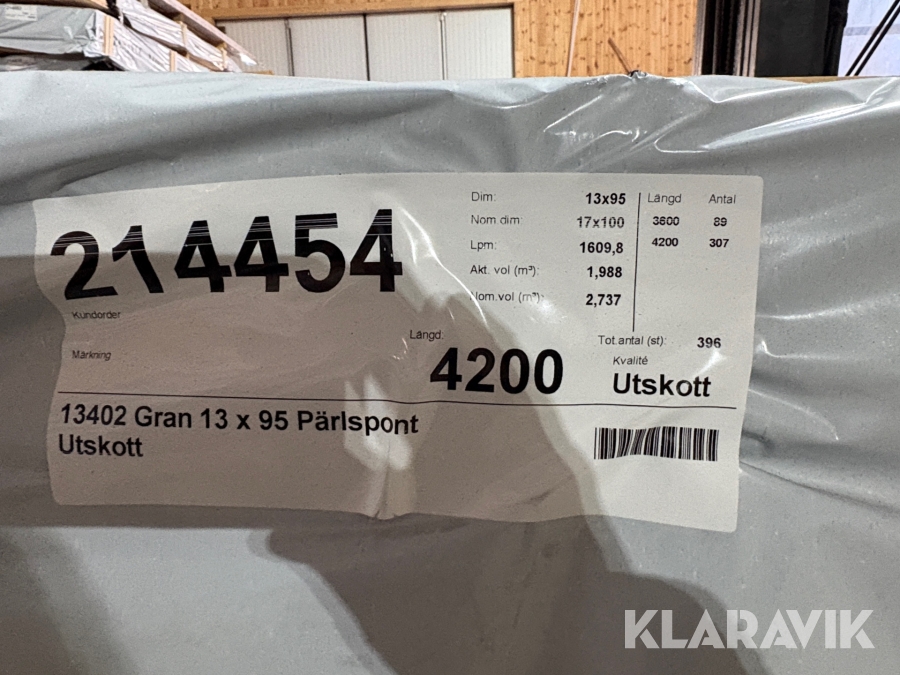 214454
Kundorder
Märkning
Längd.
4200
Dim: 13x95
Nom dim: 17x100
Lpm: 1609,8
Akt. vol (m³): 1,988
Nom.vol (m³): 2,737
Längd Antal
3600 89
4200 307
Tot.antal (st): 396
Kvalité
Utskott
13402 Gran 13 x 95 Pärlspont
Utskott
KLARAVIK